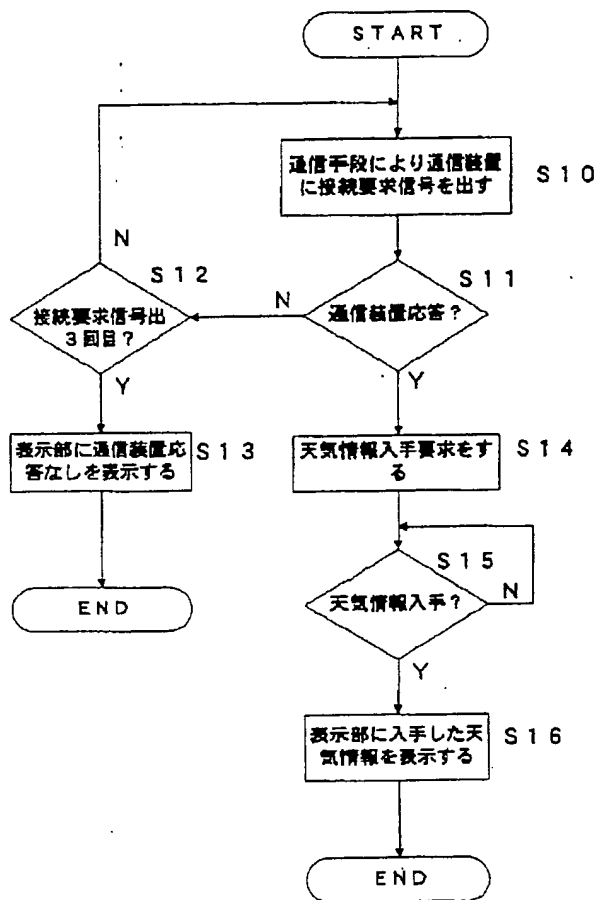 START
通信手段により通信装置
に接続要求信号を出す
S10
S11
通信装置応答？
N
Y
S12
接続要求信号出
3回目？
N
Y
表示部に通信装置応
答なしを表示する
S13
END
天気情報入手要求をす
る
S14
S15
天気情報入手？
N
Y
表示部に入手した天
気情報を表示する
S16
END